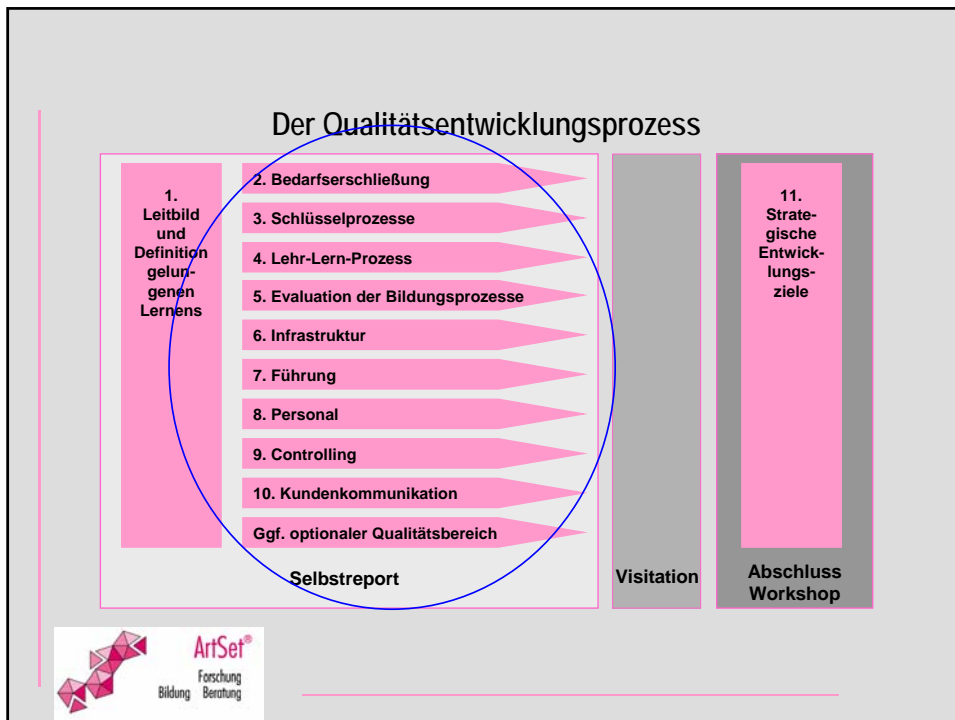 Der Qualitätsentwicklungsprozess
1.
Leitbild
und
Definition
gelun-
genen
Lernens
2. Bedarfserschließung
3. Schlüsselprozesse
4. Lehr-Lern-Prozess
5. Evaluation der Bildungsprozesse
6. Infrastruktur
7. Führung
8. Personal
9. Controlling
10. Kundenkommunikation
Ggf. optionaler Qualitätsbereich
Selbstreport
Visitation
11.
Strate-
gische
Entwick-
lungs-
ziele
Abschluss
Workshop
ArtSet®
Forschung
Bildung Beratung